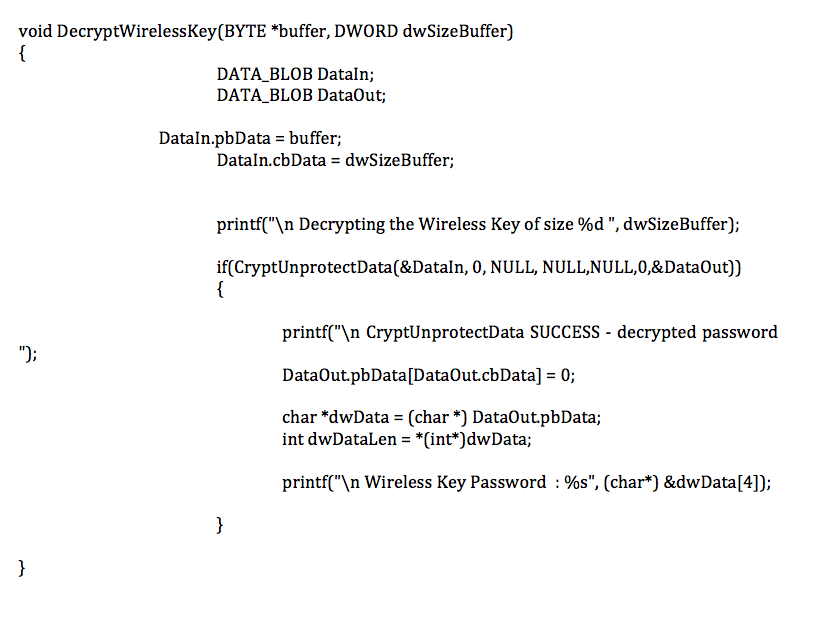 void DecryptWirelessKey(BYTE *buffer, DWORD dwSizeBuffer)
{
DATA_BLOB DataIn;
DATA_BLOB DataOut;
DataIn.pbData = buffer;
DataIn.cbData = dwSizeBuffer;
printf("\n Decrypting the Wireless Key of size %d ", dwSizeBuffer);
if(CryptUnprotectData(&DataIn, 0, NULL, NULL,NULL,0,&DataOut))
{
printf("\n CryptUnprotectData SUCCESS - decrypted password
");
DataOut.pbData[DataOut.cbData] = 0;
char *dwData = (char *) DataOut.pbData;
int dwDataLen = *(int*)dwData;
printf("\n Wireless Key Password  : %s", (char*) &dwData[4]);
}
}